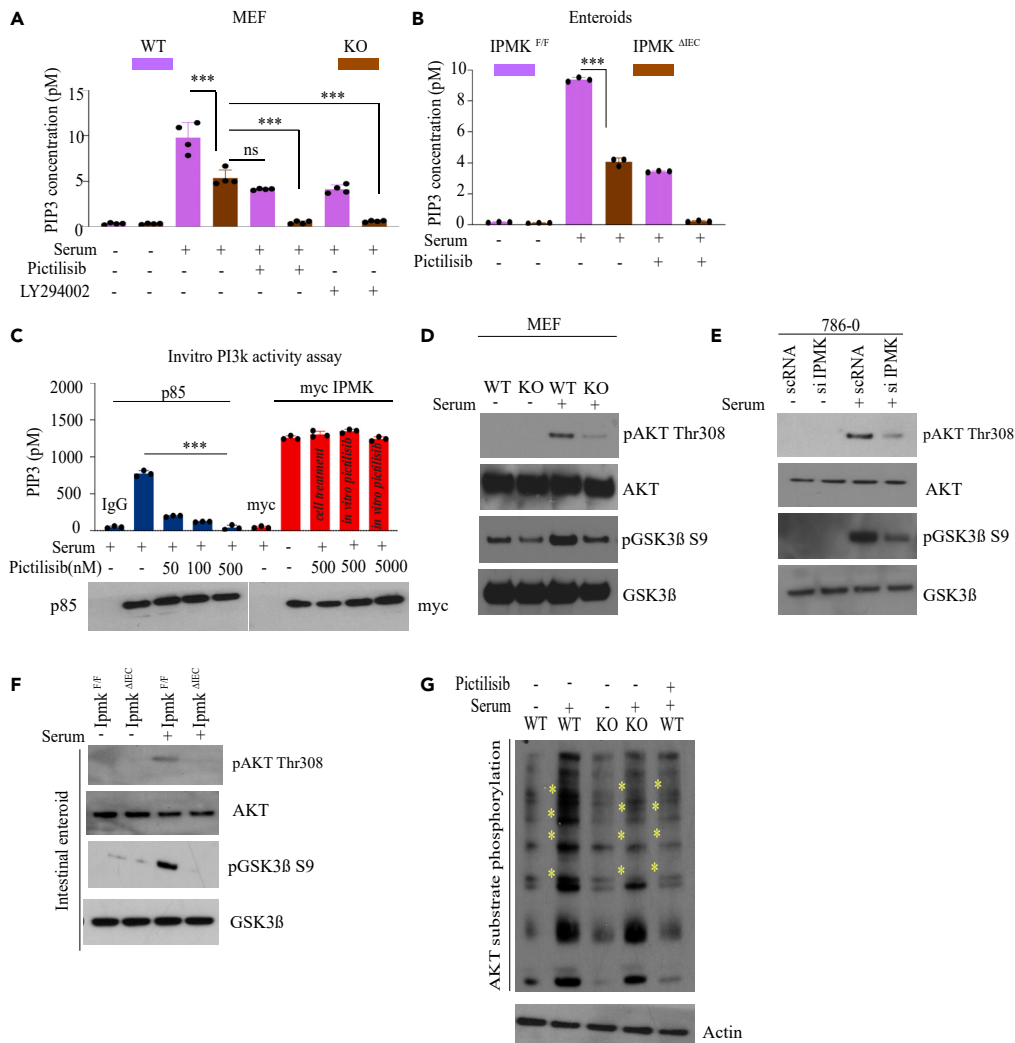 A
MEF
WT
KO
PIP3 concentration (pM)
15
10
5
0
***
***
***
ns
Serum - - + + + + + +
Pictilisib - - - - + + - -
LY294002 - - - - - - + +
B
Enteroids
IPMK F/F
IPMK ΔIEC
PIP3 concentration (pM)
10
8
6
4
2
0
***
Serum - - + + + +
Pictilisib - - - - + +
C
Invitro PI3k activity assay
p85
myc IPMK
PIP3 (pM)
2000
1500
1000
500
0
IgG
***
myc
cell treatment
in vitro pictilisib
in vitro pictilisib
Serum + + + + + + - + + +
Pictilisib(nM) - - 50 100 500 - - 500 500 5000
p85
myc
D
MEF
WT KO WT KO
Serum - - + +
pAKT Thr308
AKT
pGSK3ß S9
GSK3ß
E
786-0
scRNA
si IPMK
scRNA
si IPMK
Serum - - + +
pAKT Thr308
AKT
pGSK3ß S9
GSK3ß
F
Ipmk F/F
Ipmk ΔIEC
Ipmk F/F
Ipmk ΔIEC
Serum - - + +
Intestinal enteroid
pAKT Thr308
AKT
pGSK3ß S9
GSK3ß
G
Pictilisib - - - - +
Serum - + - + +
WT WT KO KO WT
AKT substrate phosphorylation
Actin